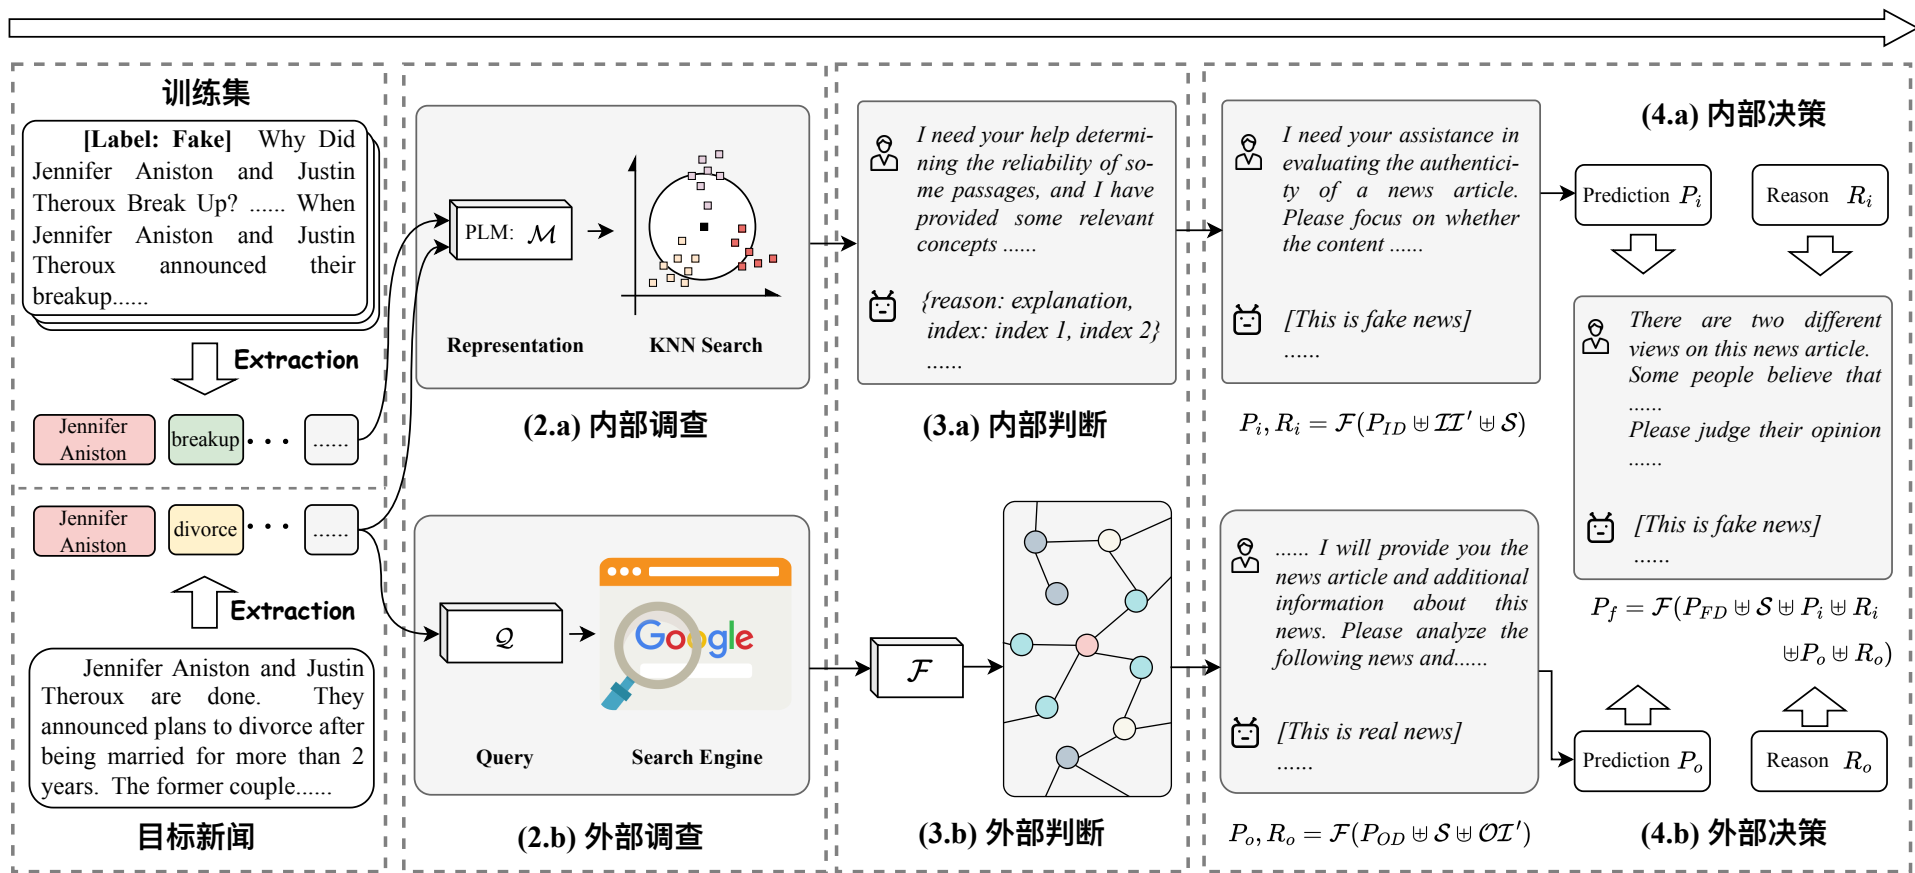 训练集
[Label: Fake] Why Did
Jennifer Aniston and Justin
Theroux Break Up? ...... When
Jennifer Aniston and Justin
Theroux announced their
breakup......
Extraction
Jennifer
Aniston
breakup
...
......
Jennifer
Aniston
divorce
...
......
Extraction
Jennifer Aniston and Justin
Theroux are done. They
announced plans to divorce after
being married for more than 2
years. The former couple......
目标新闻
PLM: ℳ
Representation
KNN Search
(2.a) 内部调查
𝒬
Google
Query
Search Engine
(2.b) 外部调查
I need your help determi-
ning the reliability of so-
me passages, and I have
provided some relevant
concepts ......
{reason: explanation,
index: index 1, index 2}
......
(3.a) 内部判断
ℱ
(3.b) 外部判断
I need your assistance in
evaluating the authentici-
ty of a news article.
Please focus on whether
the content ......
[This is fake news]
......
P_i, R_i = ℱ(P_{ID} ⊎ ℐℐ′ ⊎ 𝒮)
...... I will provide you the
news article and additional
information about this
news. Please analyze the
following news and......
[This is real news]
......
P_o, R_o = ℱ(P_{OD} ⊎ 𝒮 ⊎ 𝒪ℐ′)
(4.a) 内部决策
Prediction P_i
Reason R_i
There are two different
views on this news article.
Some people believe that
......
Please judge their opinion
......
[This is fake news]
......
P_f = ℱ(P_{FD} ⊎ 𝒮 ⊎ P_i ⊎ R_i
⊎P_o ⊎ R_o)
Prediction P_o
Reason R_o
(4.b) 外部决策